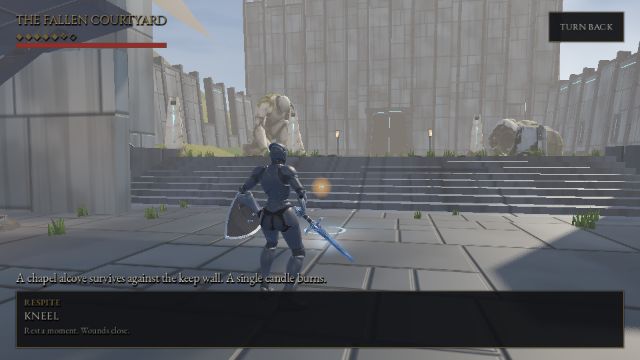 THE FALLEN COURTYARD
TURN BACK
A chapel alcove survives against the keep wall. A single candle burns.
RESPITE
KNEEL
Rest a moment. Wounds close.